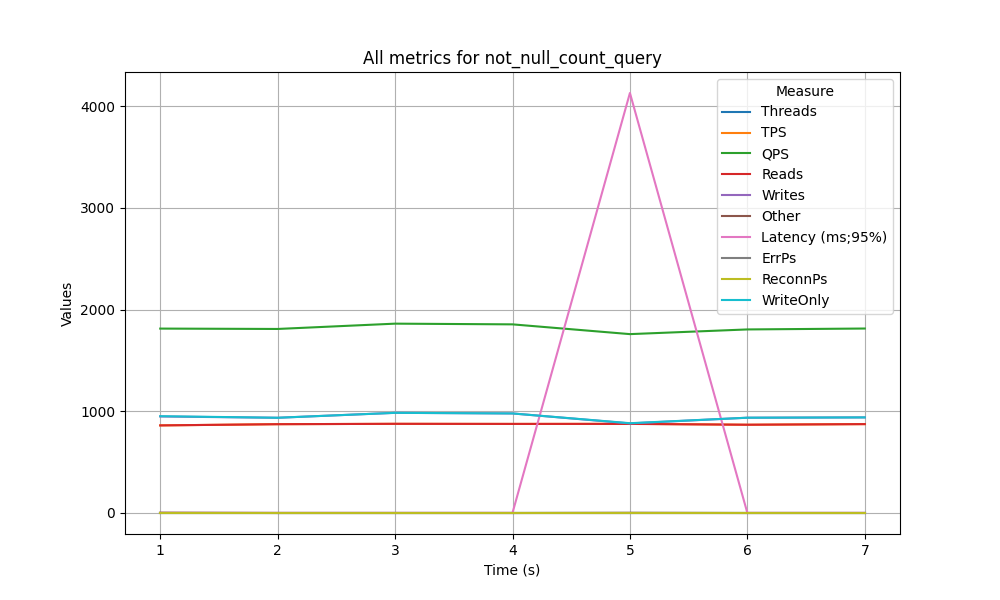 All metrics for not_null_count_query
Measure
Threads
TPS
QPS
Reads
Writes
Other
Latency (ms;95%)
ErrPs
ReconnPs
WriteOnly
Values
4000
3000
2000
1000
0
1 2 3 4 5 6 7
Time (s)